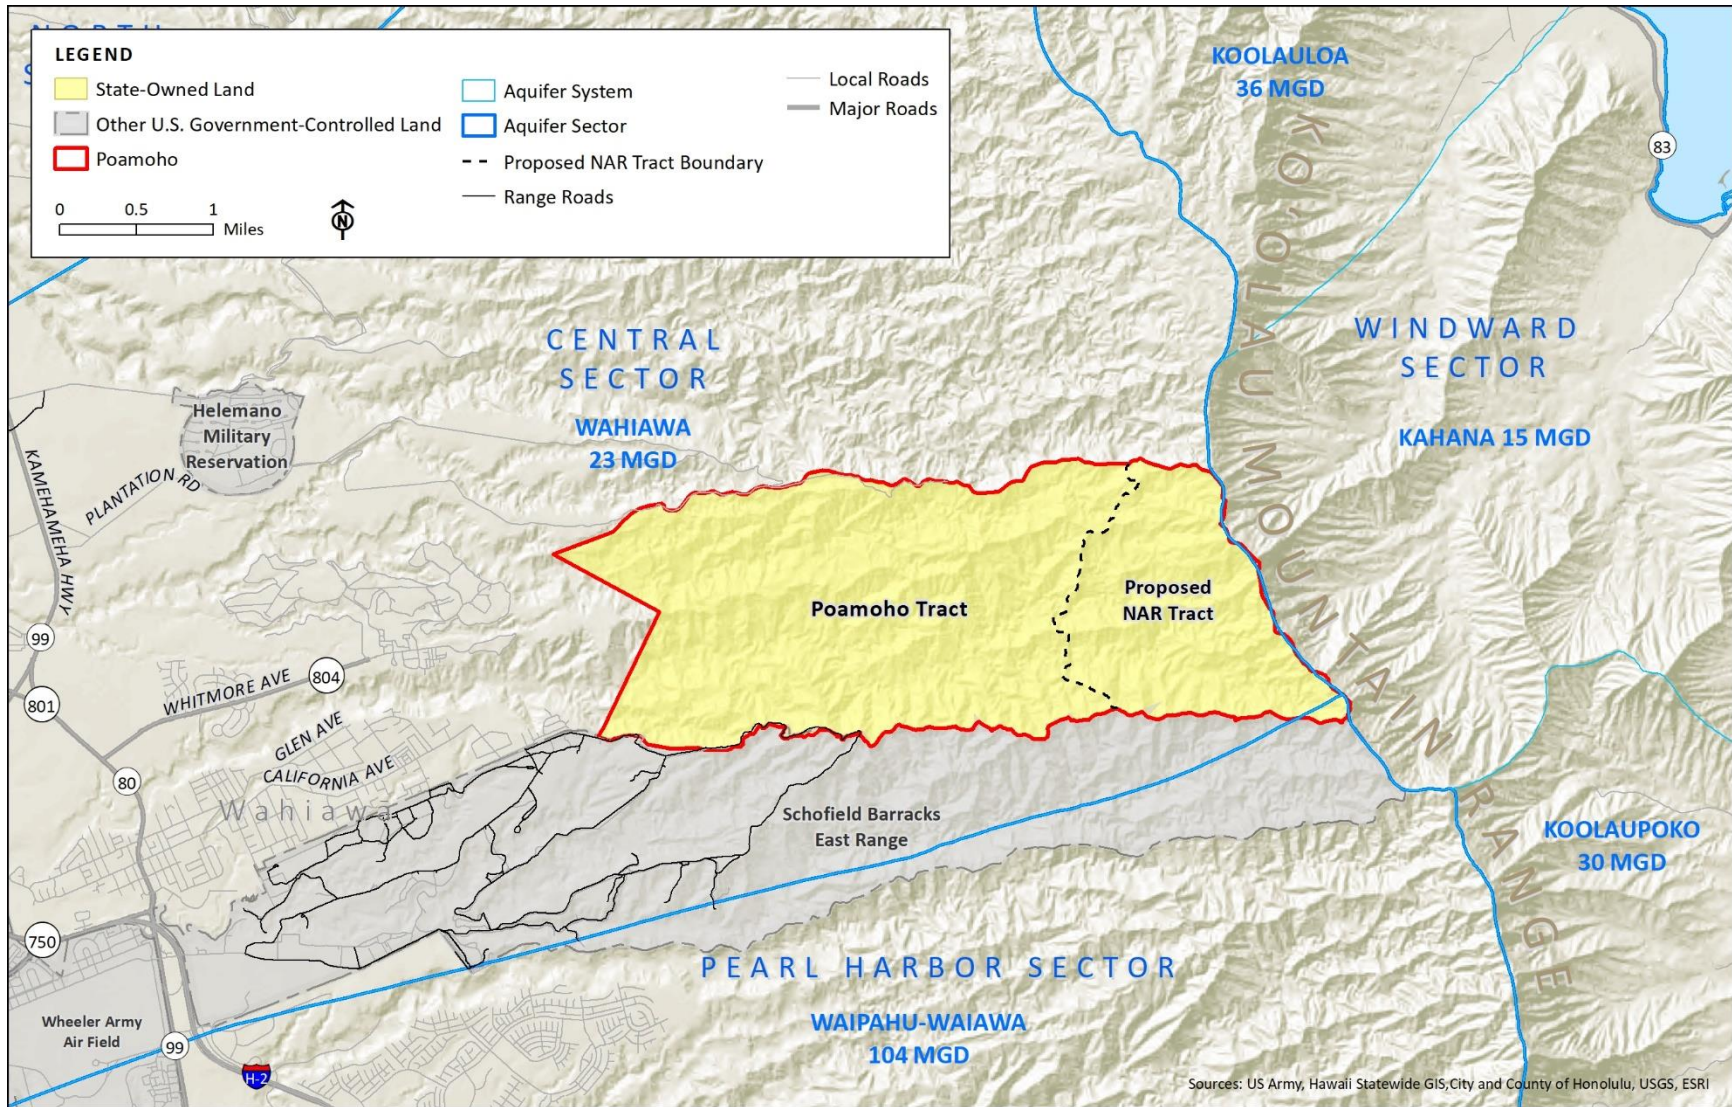 NORTH
S
LEGEND
State-Owned Land
Other U.S. Government-Controlled Land
Poamoho
Aquifer System
Aquifer Sector
Proposed NAR Tract Boundary
Range Roads
Local Roads
Major Roads
0 0.5 1
Miles
N
KOOLAULOA
36 MGD
83
KO'OLAU MOUNTAIN RANGE
CENTRAL
SECTOR
WAHIAWA
23 MGD
WINDWARD
SECTOR
KAHANA 15 MGD
Helemano
Military
Reservation
PLANTATION RD
KAMEHAMEHA HWY
Poamoho Tract
Proposed
NAR Tract
99
801
WHITMORE AVE
804
GLEN AVE
CALIFORNIA AVE
80
Wahiawa
Schofield Barracks
East Range
KOOLAUPOKO
30 MGD
750
PEARL HARBOR SECTOR
WAIPAHU-WAIAWA
104 MGD
Wheeler Army
Air Field
99
H-2
Sources: US Army, Hawaii Statewide GIS,City and County of Honolulu, USGS, ESRI